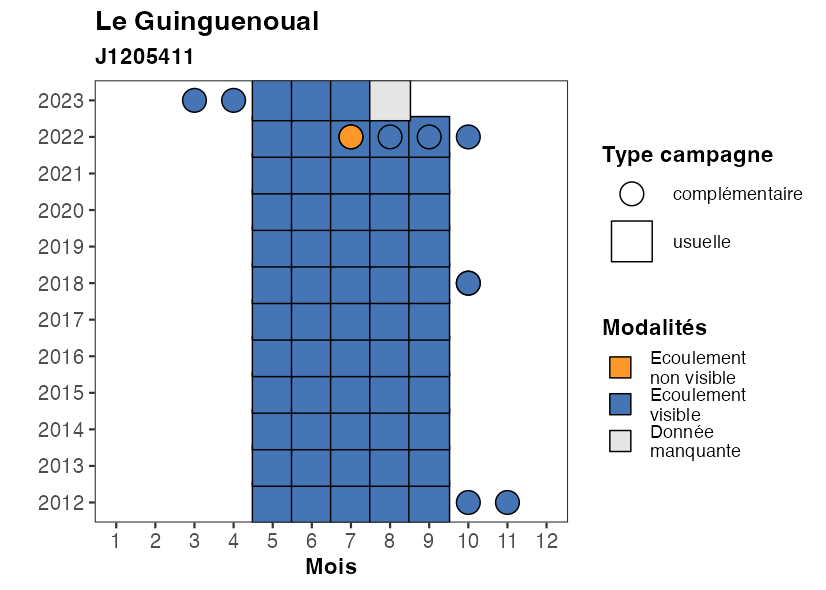 Le Guinguenoual
J1205411
2023
2022
2021
2020
2019
2018
2017
2016
2015
2014
2013
2012
1 2 3 4 5 6 7 8 9 10 11 12
Mois
Type campagne
complémentaire
usuelle
Modalités
Ecoulement
non visible
Ecoulement
visible
Donnée
manquante